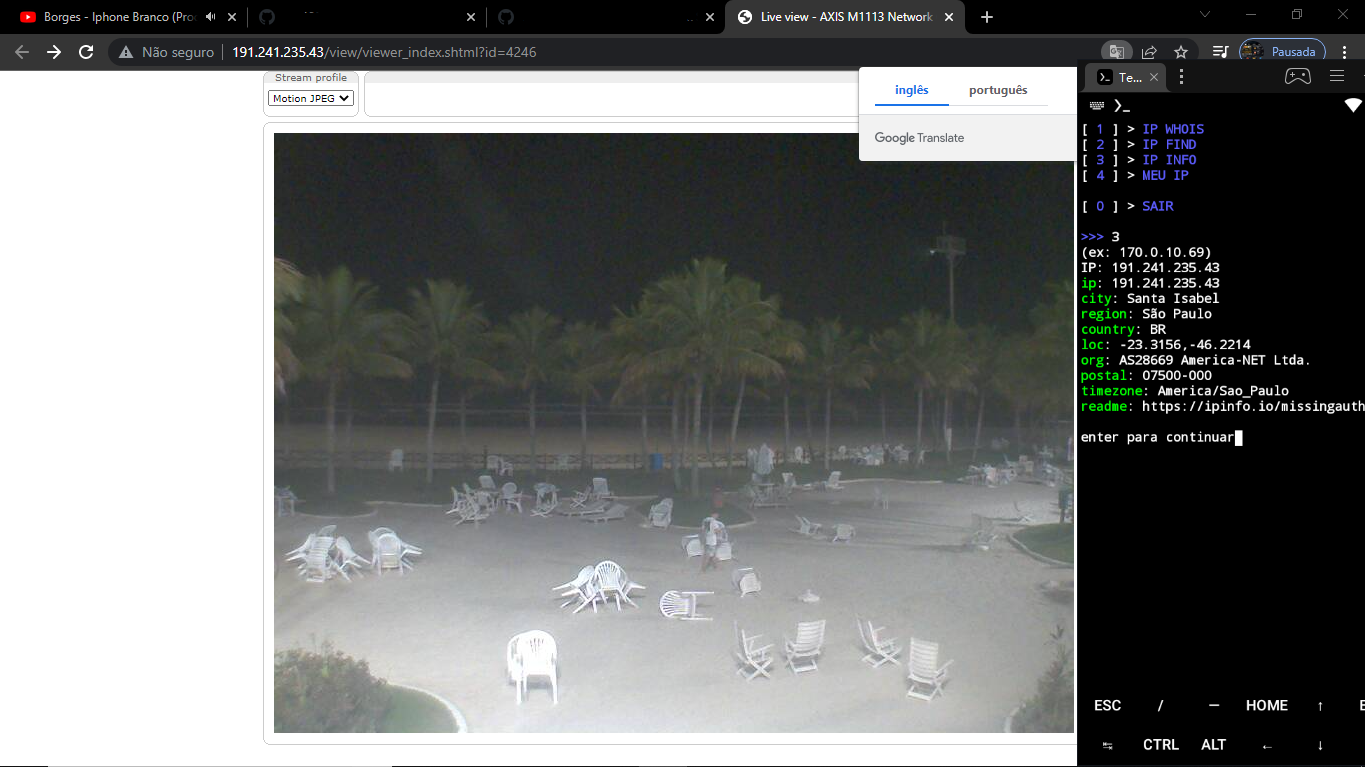 Borges - Iphone Branco (Pro
Live view - AXIS M1113 Network
Não seguro
191.241.235.43/view/viewer_index.shtml?id=4246
Pausada
Stream profile
Motion JPEG
inglês
português
Google Translate
Te...
[ 1 ] > IP WHOIS
[ 2 ] > IP FIND
[ 3 ] > IP INFO
[ 4 ] > MEU IP
[ 0 ] > SAIR
>>> 3
(ex: 170.0.10.69)
IP: 191.241.235.43
ip: 191.241.235.43
city: Santa Isabel
region: São Paulo
country: BR
loc: -23.3156,-46.2214
org: AS28669 America-NET Ltda.
postal: 07500-000
timezone: America/Sao_Paulo
readme: https://ipinfo.io/missingauth
enter para continuar
ESC / — HOME ↑
CTRL ALT ← ↓